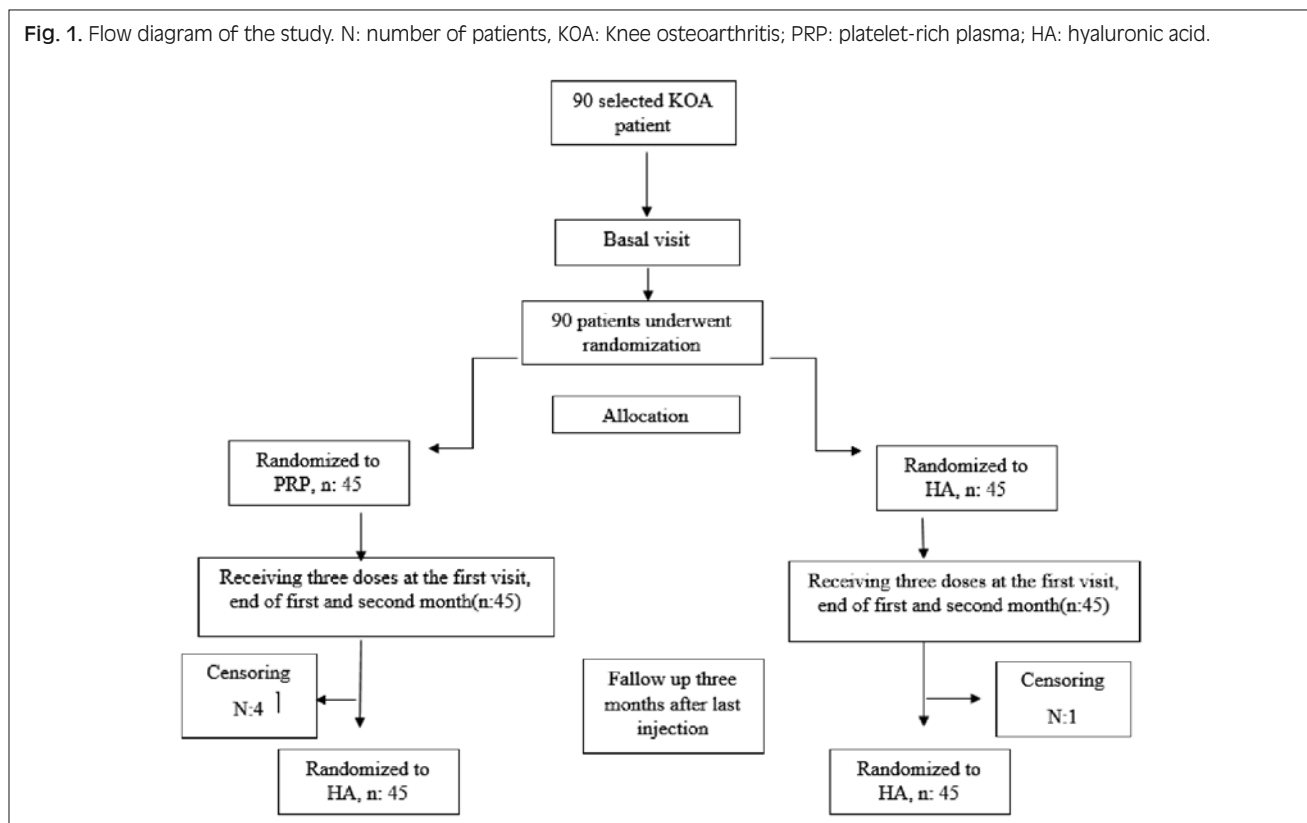 Fig. 1. Flow diagram of the study. N: number of patients, KOA: Knee osteoarthritis; PRP: platelet-rich plasma; HA: hyaluronic acid.
90 selected KOA
patient
Basal visit
90 patients underwent
randomization
Allocation
Randomized to
PRP, n: 45
Randomized to
HA, n: 45
Receiving three doses at the first visit,
end of first and second month(n:45)
Receiving three doses at the first visit,
end of first and second month(n:45)
Censoring
N:4
Fallow up three
months after last
injection
Censoring
N:1
Randomized to
HA, n: 45
Randomized to
HA, n: 45